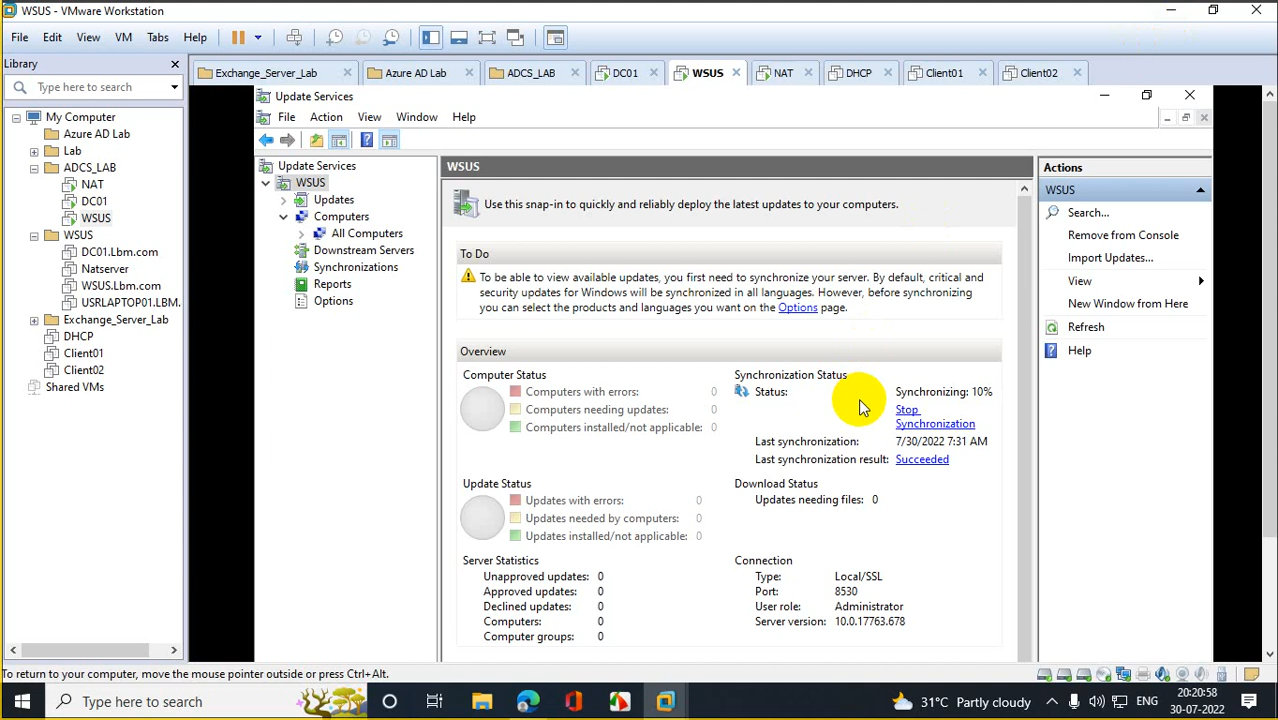 WSUS - VMware Workstation
File Edit View VM Tabs Help
Library
Type here to search
My Computer
Azure AD Lab
Lab
ADCS_LAB
NAT
DC01
WSUS
WSUS
DC01.Lbm.com
Natserver
WSUS.Lbm.com
USRLAPTOP01.LBM.
Exchange_Server_Lab
DHCP
Client01
Client02
Shared VMs
Exchange_Server_Lab Azure AD Lab ADCS_LAB DC01 WSUS NAT DHCP Client01 Client02
Update Services
File Action View Window Help
Update Services
WSUS
Updates
Computers
All Computers
Downstream Servers
Synchronizations
Reports
Options
WSUS
Use this snap-in to quickly and reliably deploy the latest updates to your computers.
To Do
To be able to view available updates, you first need to synchronize your server. By default, critical and
security updates for Windows will be synchronized in all languages. However, before synchronizing
you can select the products and languages you want on the Options page.
Overview
Computer Status
Computers with errors: 0
Computers needing updates: 0
Computers installed/not applicable: 0
Synchronization Status
Status: Synchronizing: 10%
Stop
Synchronization
Last synchronization: 7/30/2022 7:31 AM
Last synchronization result: Succeeded
Update Status
Updates with errors: 0
Updates needed by computers: 0
Updates installed/not applicable: 0
Download Status
Updates needing files: 0
Server Statistics
Unapproved updates: 0
Approved updates: 0
Declined updates: 0
Computers: 0
Computer groups: 0
Connection
Type: Local/SSL
Port: 8530
User role: Administrator
Server version: 10.0.17763.678
Actions
WSUS
Search...
Remove from Console
Import Updates...
View
New Window from Here
Refresh
Help
To return to your computer, move the mouse pointer outside or press Ctrl+Alt.
Type here to search
31°C Partly cloudy
ENG
20:20:58
30-07-2022